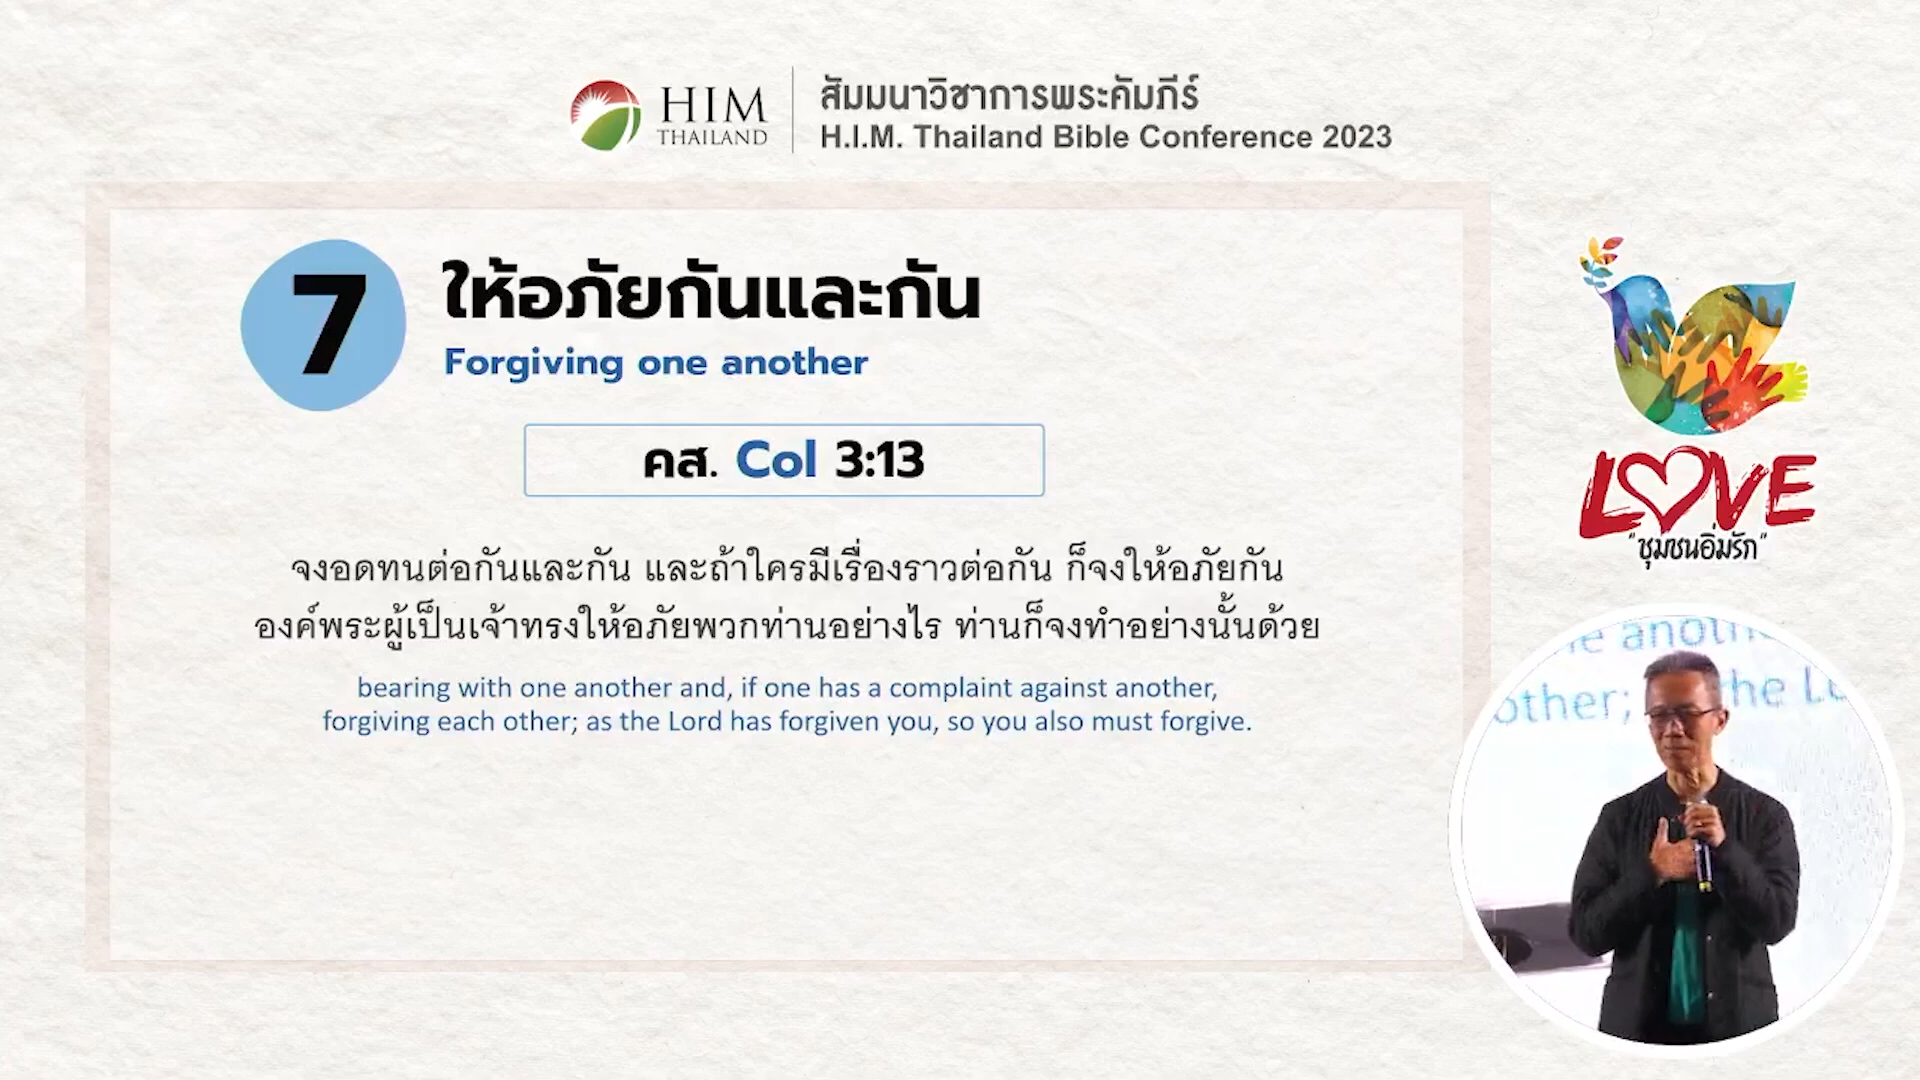 HIM
THAILAND
สัมมนาวิชาการพระคัมภีร์
H.I.M. Thailand Bible Conference 2023
7
ให้อภัยกันและกัน
Forgiving one another
คส. Col 3:13
จงอดทนต่อกันและกัน และถ้าใครมีเรื่องราวต่อกัน ก็จงให้อภัยกัน
องค์พระผู้เป็นเจ้าทรงให้อภัยพวกท่านอย่างไร ท่านก็จงทำอย่างนั้นด้วย
bearing with one another and, if one has a complaint against another,
forgiving each other; as the Lord has forgiven you, so you also must forgive.
LOVE
"ชุมชนอิ่มรัก"
other; the